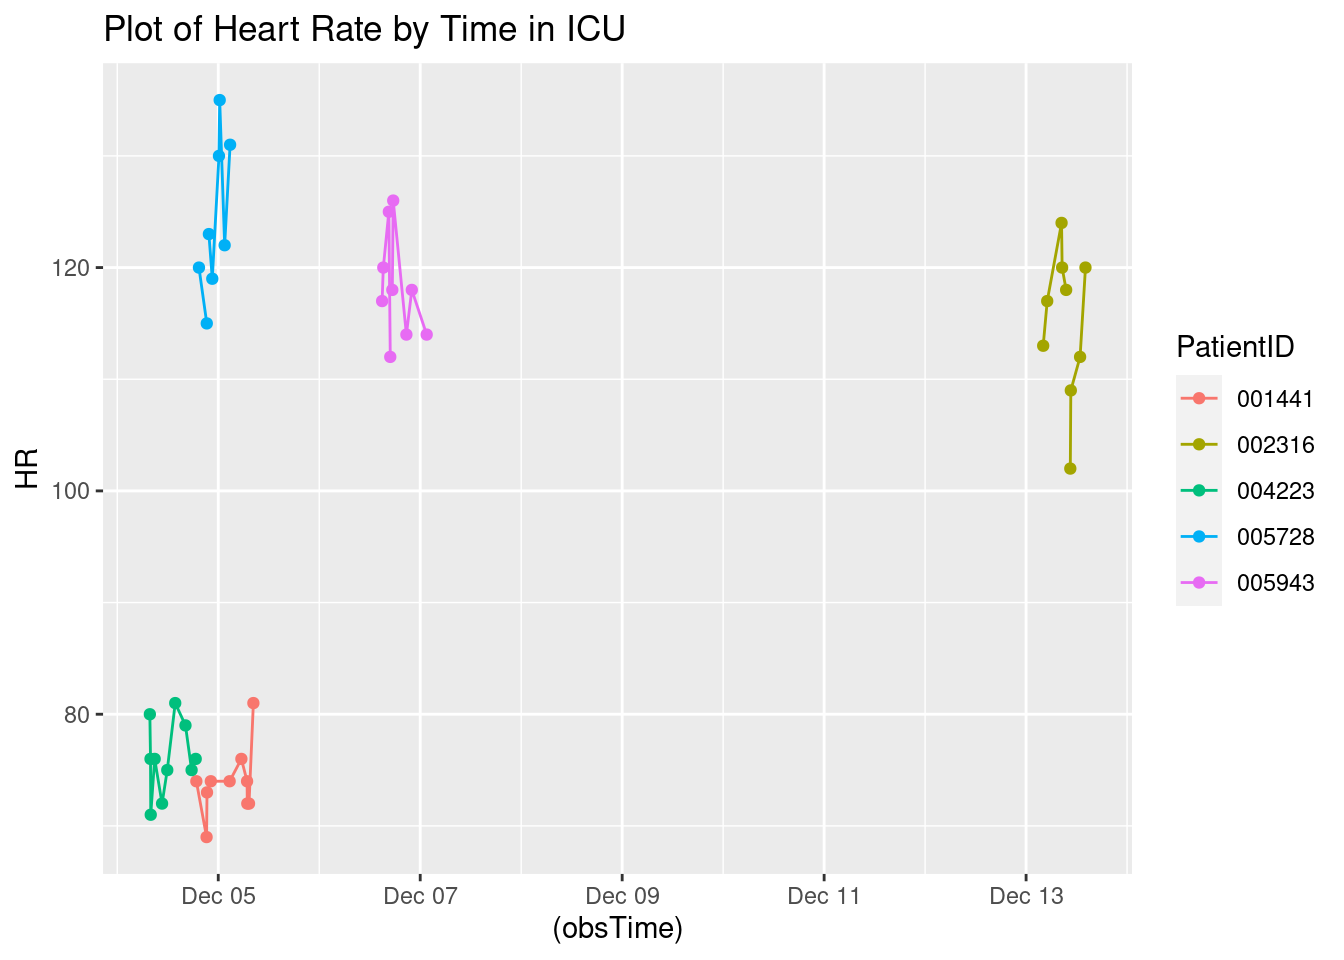 Plot of Heart Rate by Time in ICU
HR
120
100
80
Dec 05 Dec 07 Dec 09 Dec 11 Dec 13
(obsTime)
PatientID
001441
002316
004223
005728
005943